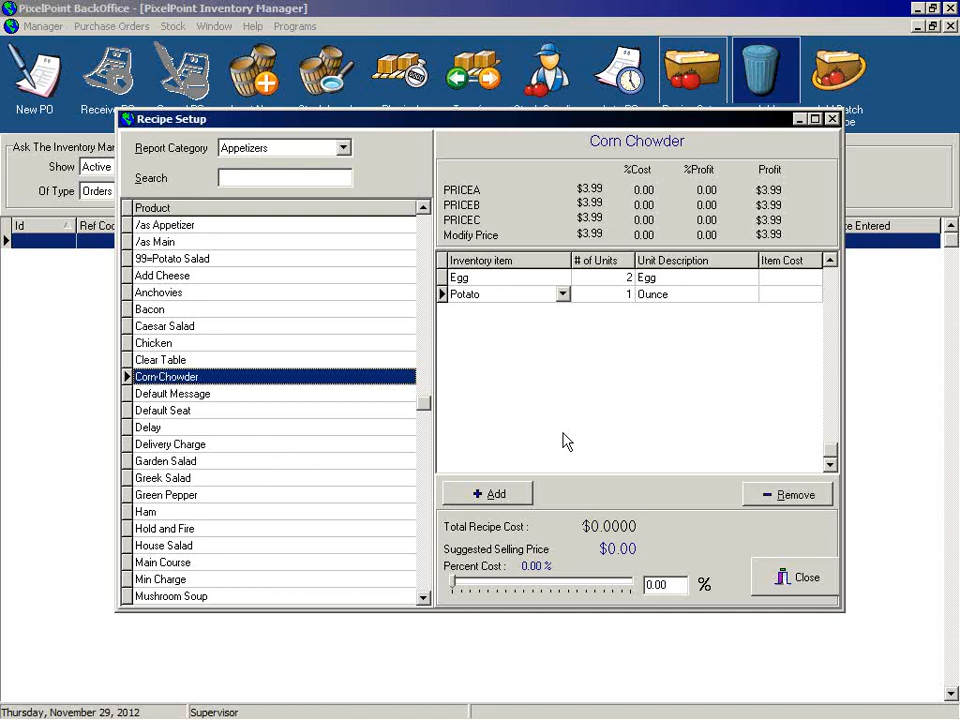 PixelPoint BackOffice - [PixelPoint Inventory Manager]
Manager Purchase Orders Stock Window Help Programs
New PO
Ask The Inventory Mar
Show Active
Of Type Orders
Id Ref Cod
Entered
Recipe Setup
Report Category Appetizers
Search
Product
/as Appetizer
/as Main
99=Potato Salad
Add Cheese
Anchovies
Bacon
Caesar Salad
Chicken
Clear Table
Corn Chowder
Default Message
Default Seat
Delay
Delivery Charge
Garden Salad
Greek Salad
Green Pepper
Ham
Hold and Fire
House Salad
Main Course
Min Charge
Mushroom Soup
Corn Chowder
%Cost %Profit Profit
PRICEA $3.99 0.00 0.00 $3.99
PRICEB $3.99 0.00 0.00 $3.99
PRICEC $3.99 0.00 0.00 $3.99
Modify Price $3.99 0.00 0.00 $3.99
Inventory item # of Units Unit Description Item Cost
Egg 2 Egg
Potato 1 Ounce
+ Add
- Remove
Total Recipe Cost : $0.0000
Suggested Selling Price $0.00
Percent Cost : 0.00 %
0.00 %
Close
Thursday, November 29, 2012 Supervisor